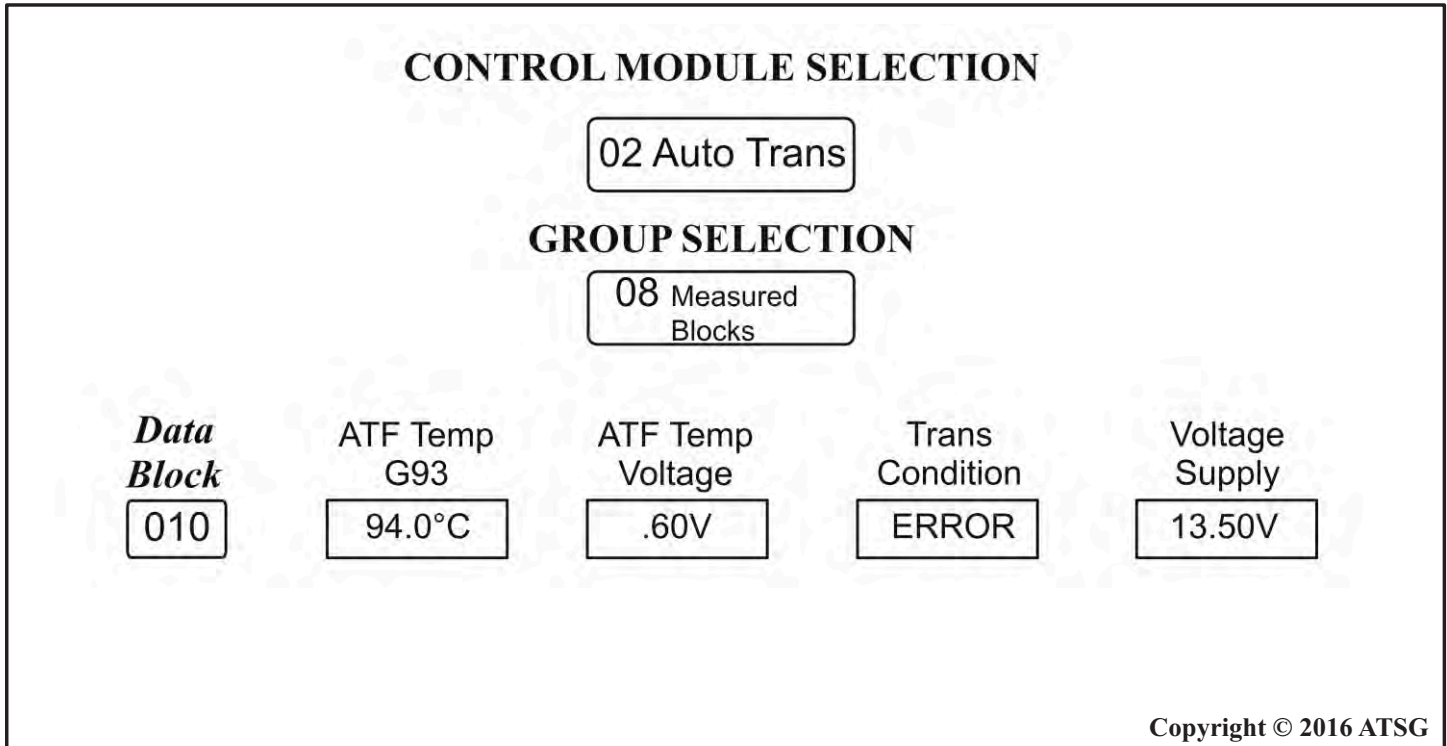 CONTROL MODULE SELECTION
02 Auto Trans
GROUP SELECTION
08 Measured
Blocks
Data
Block
010
ATF Temp
G93
94.0°C
ATF Temp
Voltage
.60V
Trans
Condition
ERROR
Voltage
Supply
13.50V
Copyright © 2016 ATSG